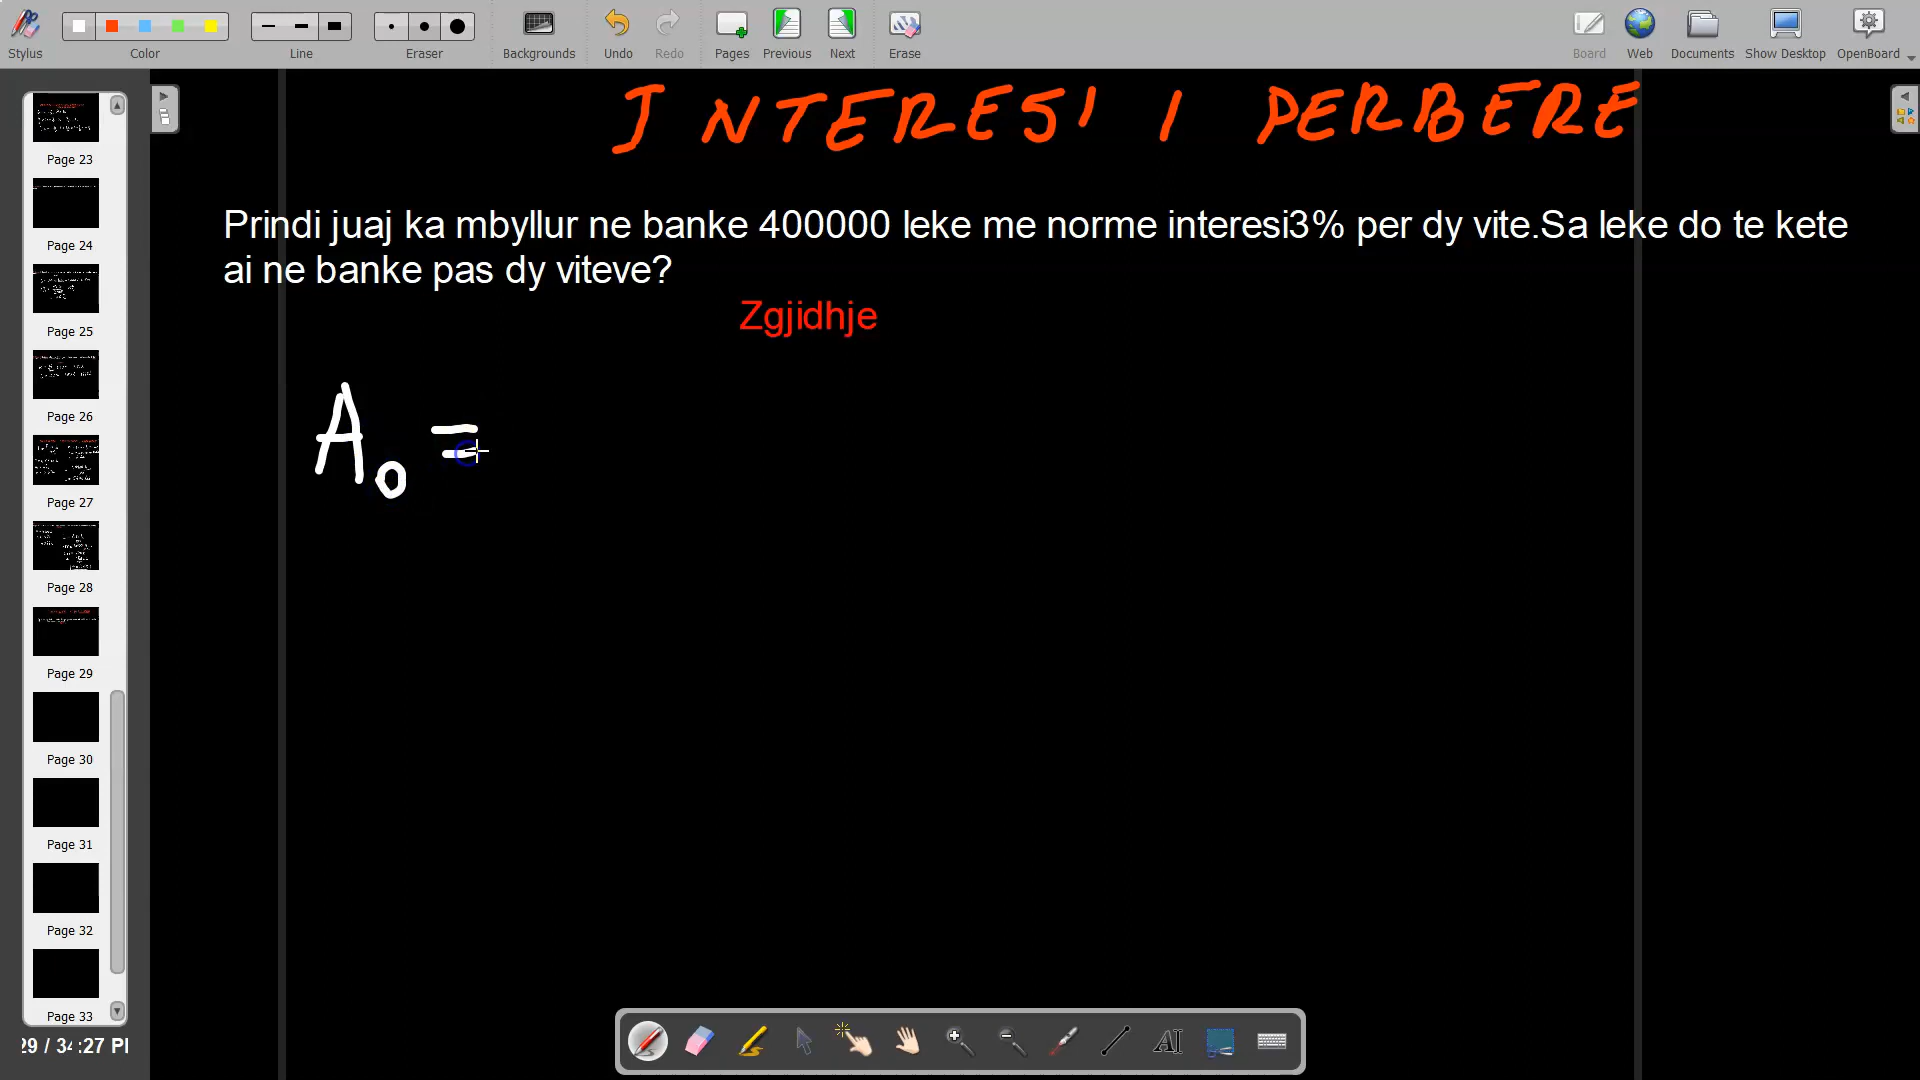 Stylus
Color
Line
Eraser
Backgrounds
Undo
Redo
Pages
Previous
Next
Erase
Board
Web
Documents
Show Desktop
OpenBoard
INTERESI I PERBERE
Prindi juaj ka mbyllur ne banke 400000 leke me norme interesi3% per dy vite.Sa leke do te kete
ai ne banke pas dy viteve?
Zgjidhje
A₀ =
Page 23
Page 24
Page 25
Page 26
Page 27
Page 28
Page 29
Page 30
Page 31
Page 32
Page 33